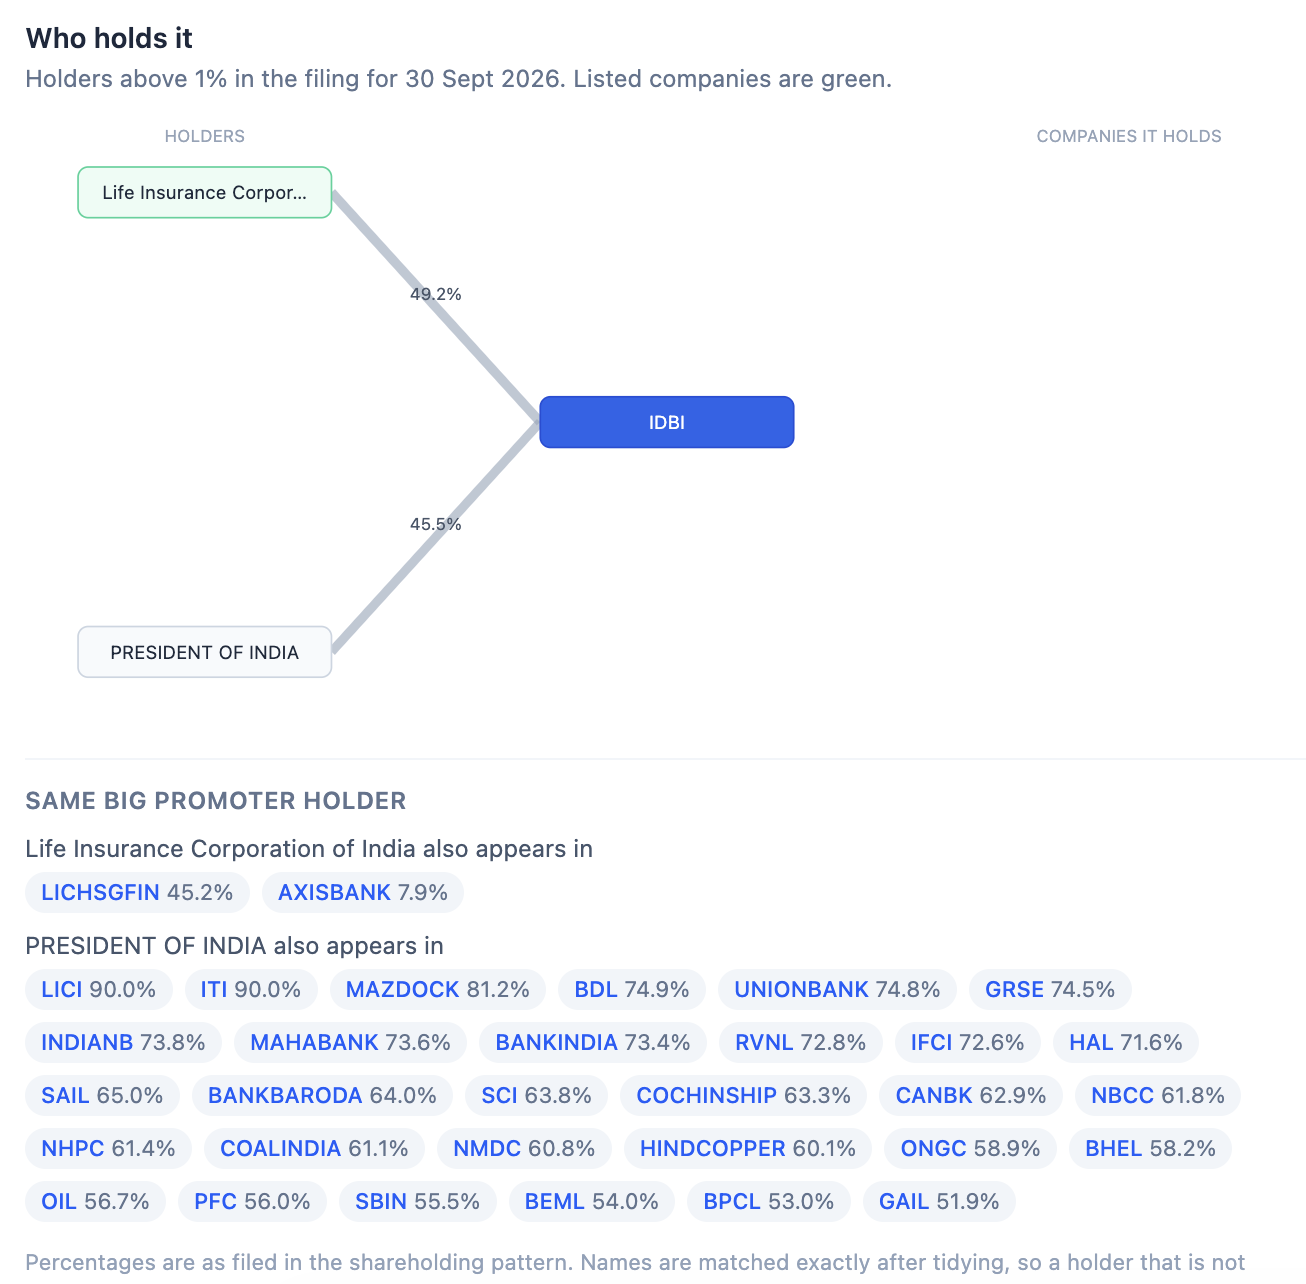 Who holds it
Holders above 1% in the filing for 30 Sept 2026. Listed companies are green.
HOLDERS
COMPANIES IT HOLDS
Life Insurance Corpor...
49.2%
IDBI
45.5%
PRESIDENT OF INDIA
SAME BIG PROMOTER HOLDER
Life Insurance Corporation of India also appears in
LICHSGFIN 45.2% AXISBANK 7.9%
PRESIDENT OF INDIA also appears in
LICI 90.0% ITI 90.0% MAZDOCK 81.2% BDL 74.9% UNIONBANK 74.8% GRSE 74.5%
INDIANB 73.8% MAHABANK 73.6% BANKINDIA 73.4% RVNL 72.8% IFCI 72.6% HAL 71.6%
SAIL 65.0% BANKBARODA 64.0% SCI 63.8% COCHINSHIP 63.3% CANBK 62.9% NBCC 61.8%
NHPC 61.4% COALINDIA 61.1% NMDC 60.8% HINDCOPPER 60.1% ONGC 58.9% BHEL 58.2%
OIL 56.7% PFC 56.0% SBIN 55.5% BEML 54.0% BPCL 53.0% GAIL 51.9%
Percentages are as filed in the shareholding pattern. Names are matched exactly after tidying, so a holder that is not